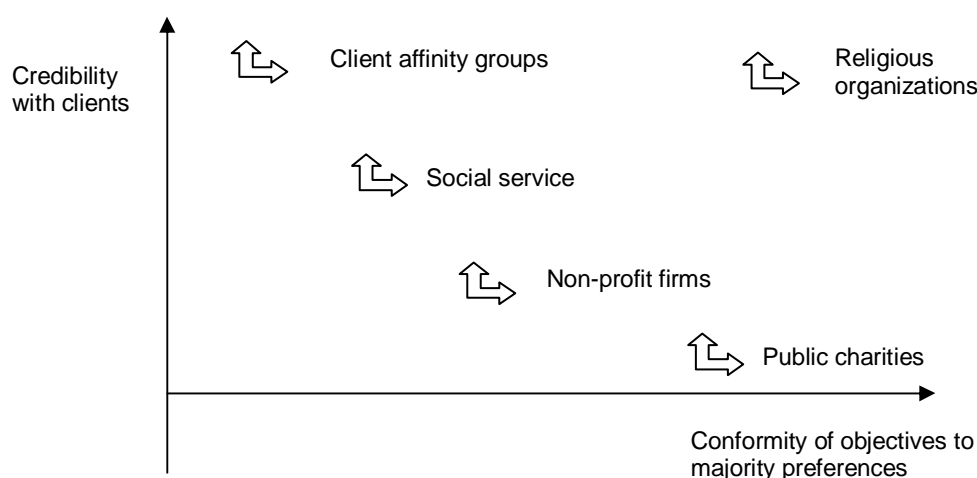 Credibility
with clients
Client affinity groups
Religious
organizations
Social service
Non-profit firms
Public charities
Conformity of objectives to
majority preferences